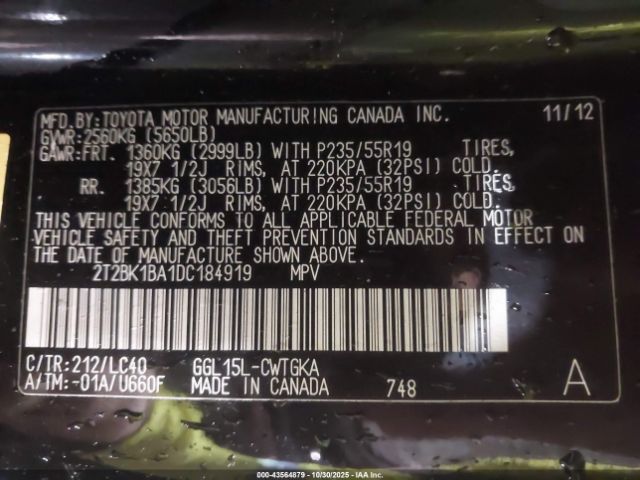 MFD.BY:TOYOTA MOTOR MANUFACTURING CANADA INC. 11/12
GVWR:2560KG (5650LB)
GAWR:FRT. 1360KG (2999LB) WITH P235/55R19 TIRES,
19X7 1/2J RIMS, AT 220KPA (32PSI) COLD.
RR. 1385KG (3056LB) WITH P235/55R19 TIRES,
19X7 1/2J RIMS, AT 220KPA (32PSI) COLD.
THIS VEHICLE CONFORMS TO ALL APPLICABLE FEDERAL MOTOR
VEHICLE SAFETY AND THEFT PREVENTION STANDARDS IN EFFECT ON
THE DATE OF MANUFACTURE SHOWN ABOVE.
2T2BK1BA1DC184919 MPV
C/TR:212/LC40 GGL15L-CWTGKA
A/TM:-01A/U660F MADE IN CANADA 748 A
000-43564879 - 10/30/2025 - IAA Inc.